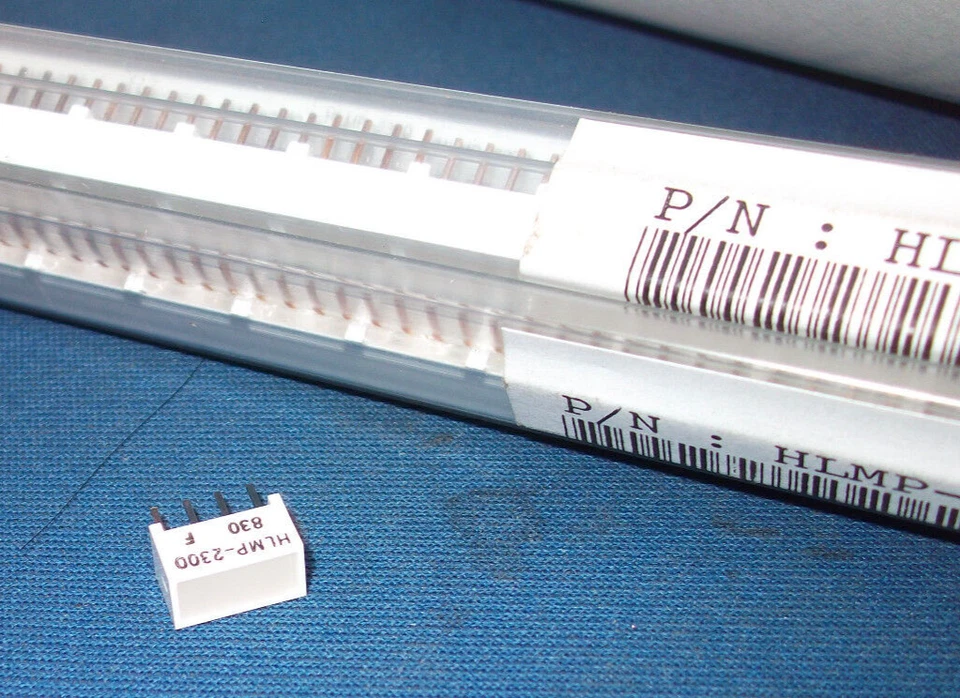 P/N : HL
P/N : HLMP-
HLMP-2300
830 F